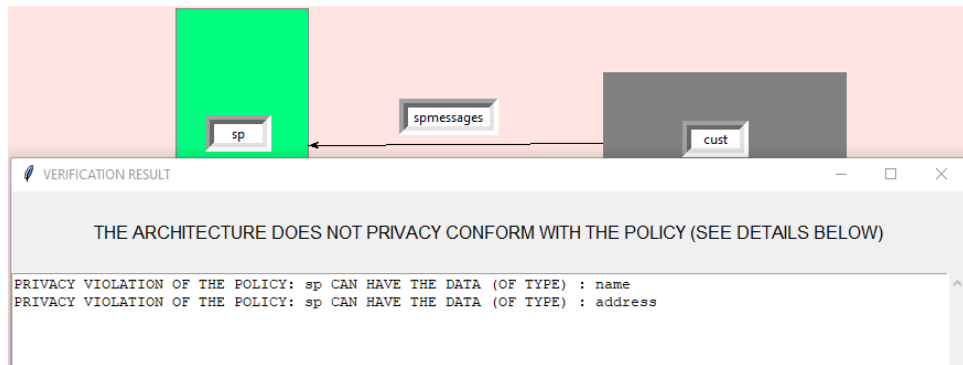 spmessages
sp
cust
VERIFICATION RESULT
THE ARCHITECTURE DOES NOT PRIVACY CONFORM WITH THE POLICY (SEE DETAILS BELOW)
PRIVACY VIOLATION OF THE POLICY: sp CAN HAVE THE DATA (OF TYPE) : name
PRIVACY VIOLATION OF THE POLICY: sp CAN HAVE THE DATA (OF TYPE) : address